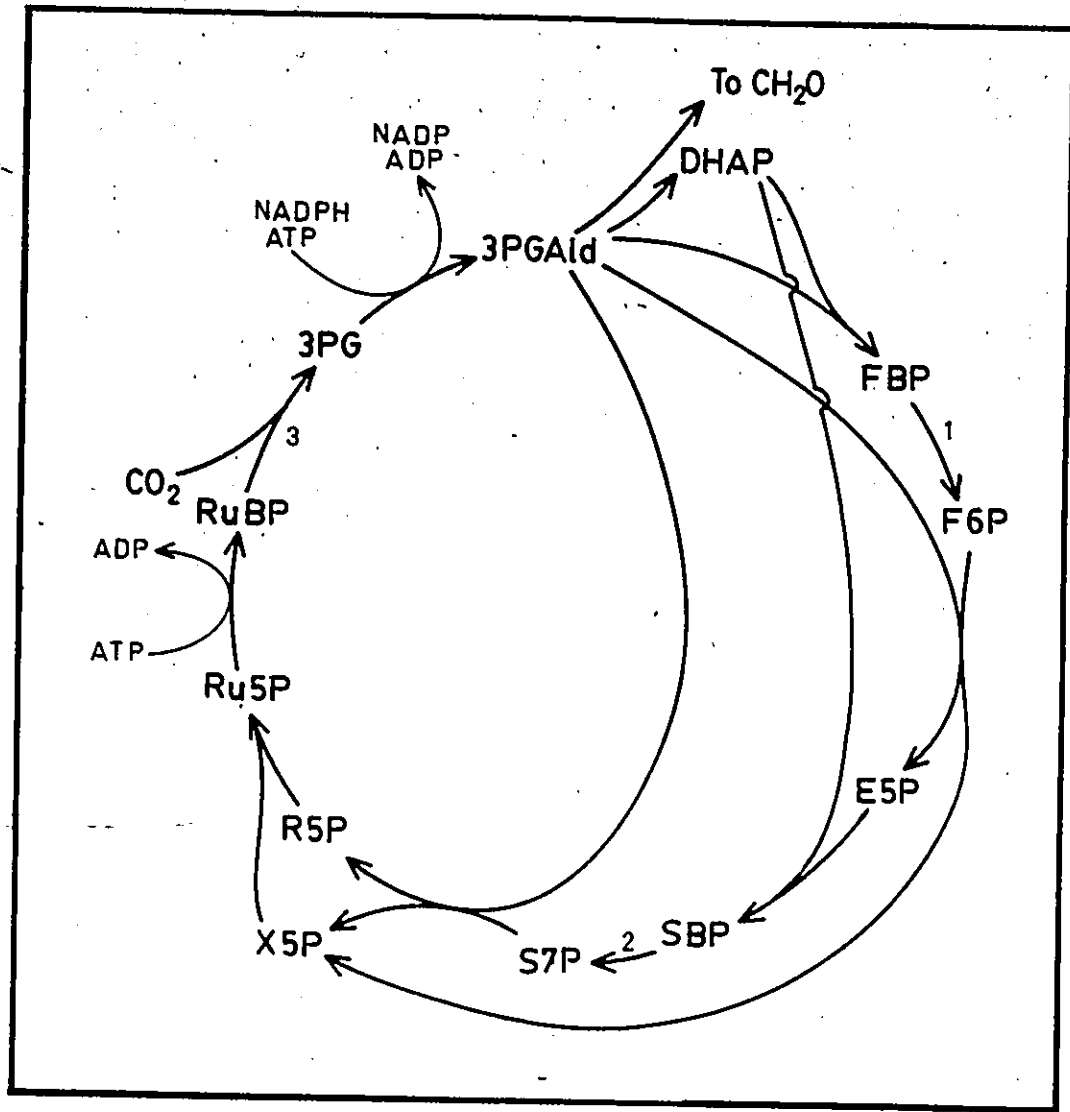 To CH₂O
NADP
ADP
DHAP
NADPH
ATP
3PGAld
3PG
FBP
1
3
CO₂
RuBP
F6P
ADP
ATP
Ru5P
E5P
R5P
X5P
SBP
2
S7P